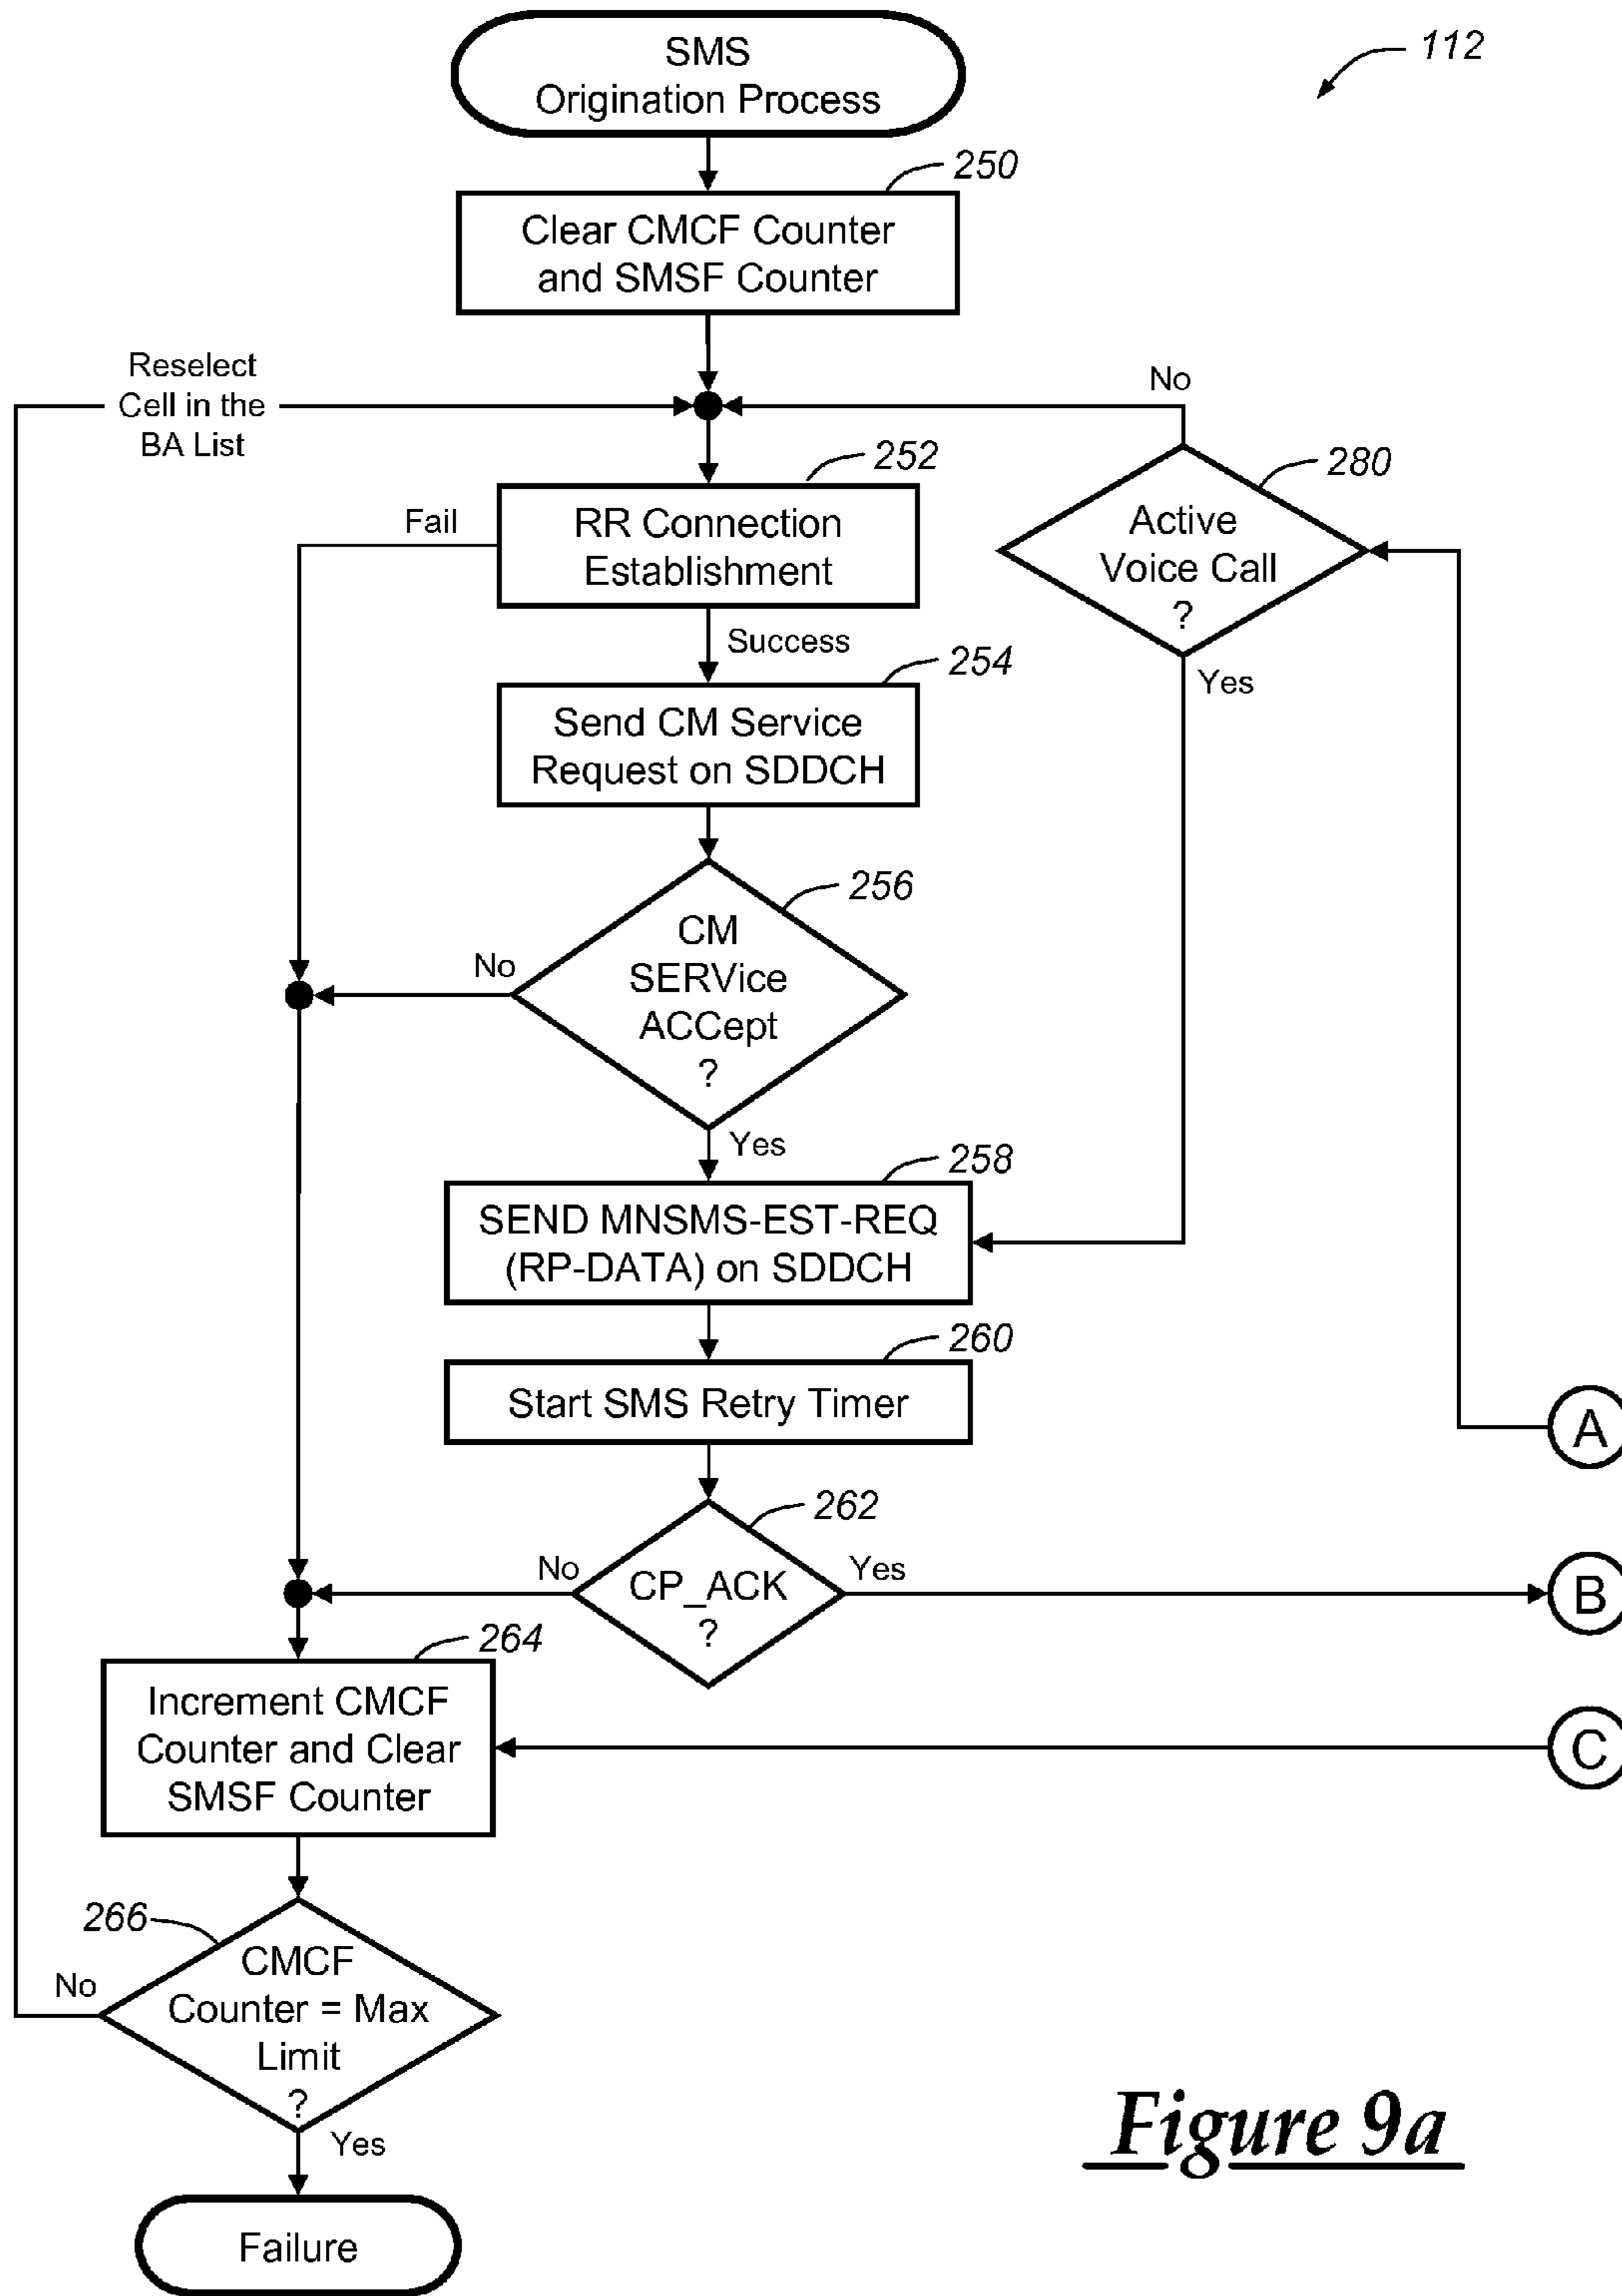 SMS
Origination Process
112
250
Clear CMCF Counter
and SMSF Counter
Reselect
Cell in the
BA List
No
252
280
Fail
RR Connection
Establishment
Active
Voice Call
?
Success
254
Yes
Send CM Service
Request on SDDCH
256
CM
SERVice
ACCept
?
No
Yes
258
SEND MNSMS-EST-REQ
(RP-DATA) on SDDCH
260
Start SMS Retry Timer
A
262
No
CP_ACK
?
Yes
B
264
Increment CMCF
Counter and Clear
SMSF Counter
C
266
CMCF
Counter = Max
Limit
?
No
Yes
Failure
Figure 9a